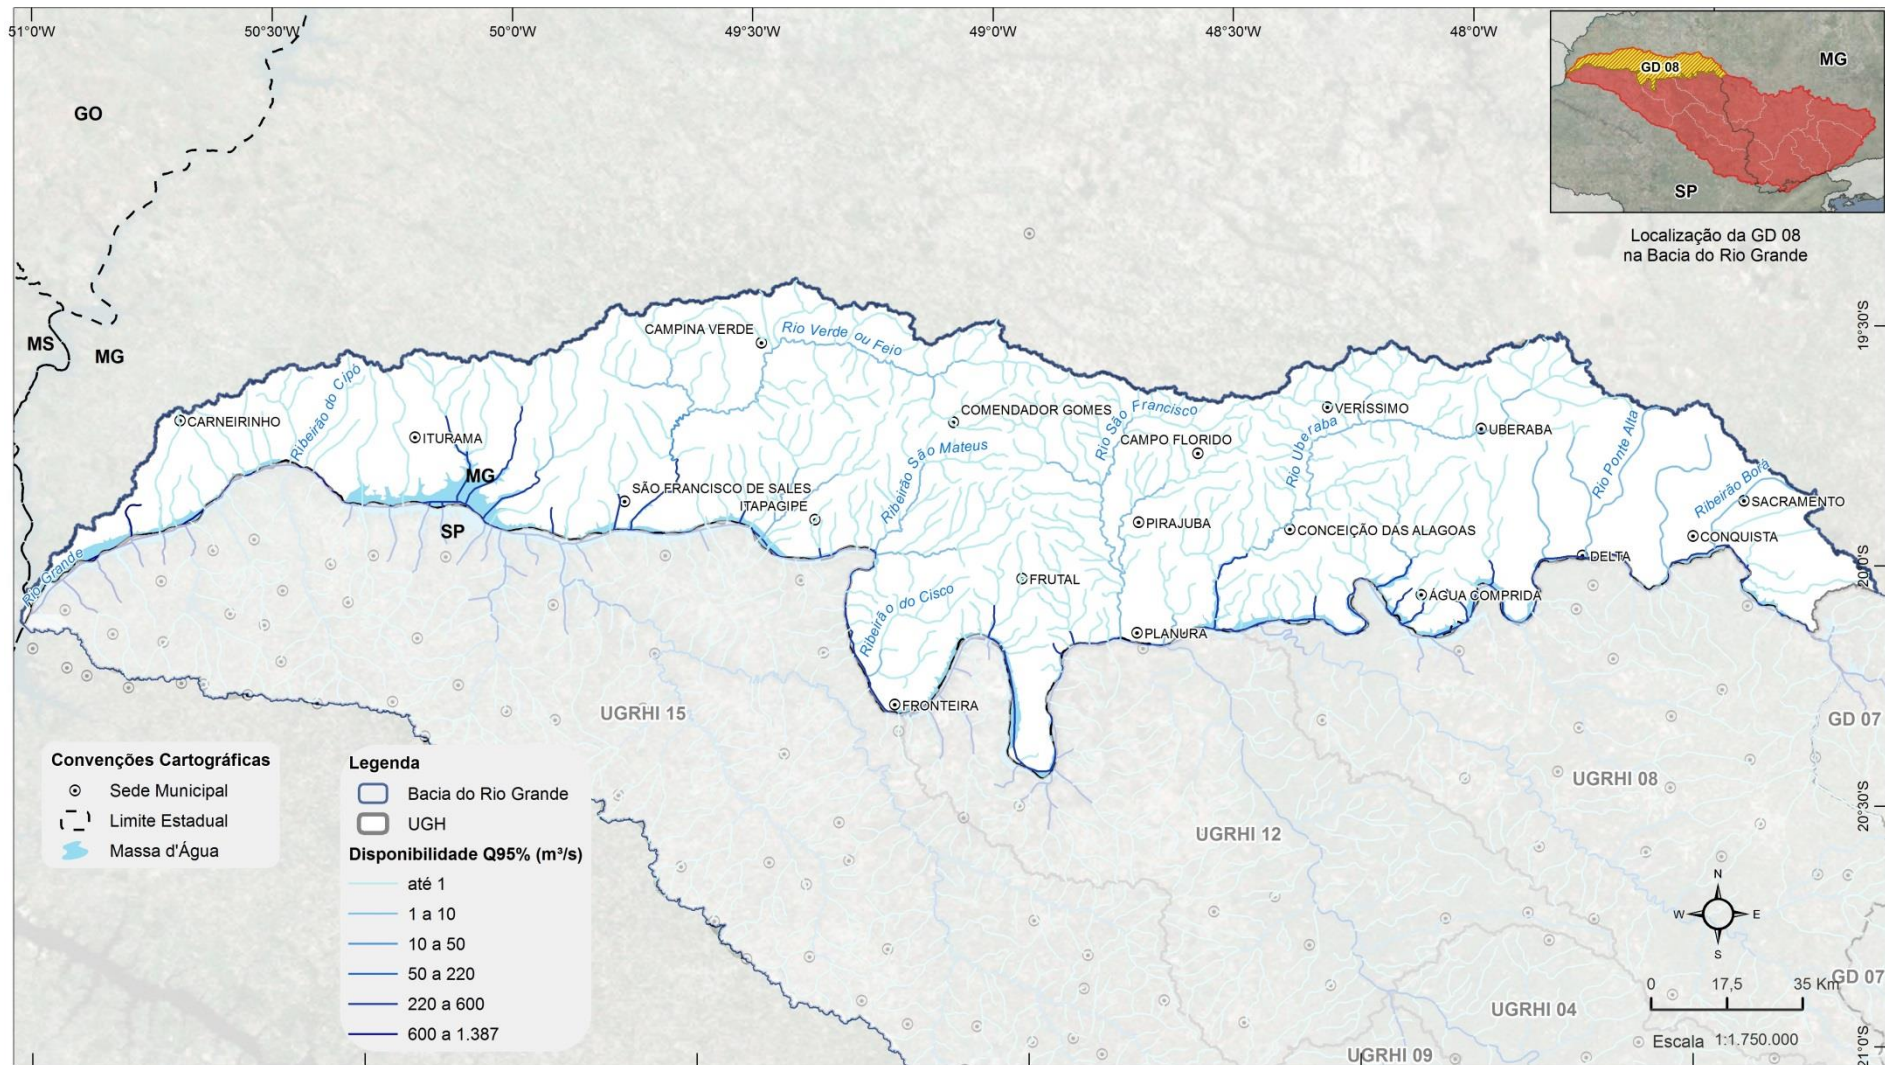 51°0'W
50°30'W
50°0'W
49°30'W
49°0'W
48°30'W
48°0'W
GO
MS
MG
MG
SP
GD 08
MG
SP
Localização da GD 08
na Bacia do Rio Grande
19°30'S
20°0'S
20°30'S
21°0'S
CAMPINA VERDE
Rio Verde ou Feio
CARNEIRINHO
Ribeirão do Cipó
ITURAMA
COMENDADOR GOMES
Rio São Francisco
CAMPO FLORIDO
VERÍSSIMO
Rio Uberaba
UBERABA
Rio Ponte Alta
Ribeirão Borá
SACRAMENTO
Ribeirão São Mateus
SÃO FRANCISCO DE SALES
ITAPAGIPE
PIRAJUBA
CONCEIÇÃO DAS ALAGOAS
CONQUISTA
DELTA
Rio Grande
FRUTAL
Ribeirão do Cisco
ÁGUA COMPRIDA
PLANURA
FRONTEIRA
UGRHI 15
GD 07
UGRHI 08
UGRHI 12
GD 07
UGRHI 04
UGRHI 09
Convenções Cartográficas
Sede Municipal
Limite Estadual
Massa d'Água
Legenda
Bacia do Rio Grande
UGH
Disponibilidade Q95% (m³/s)
até 1
1 a 10
10 a 50
50 a 220
220 a 600
600 a 1.387
N
W
E
S
0 17,5 35 Km
Escala 1:1.750.000